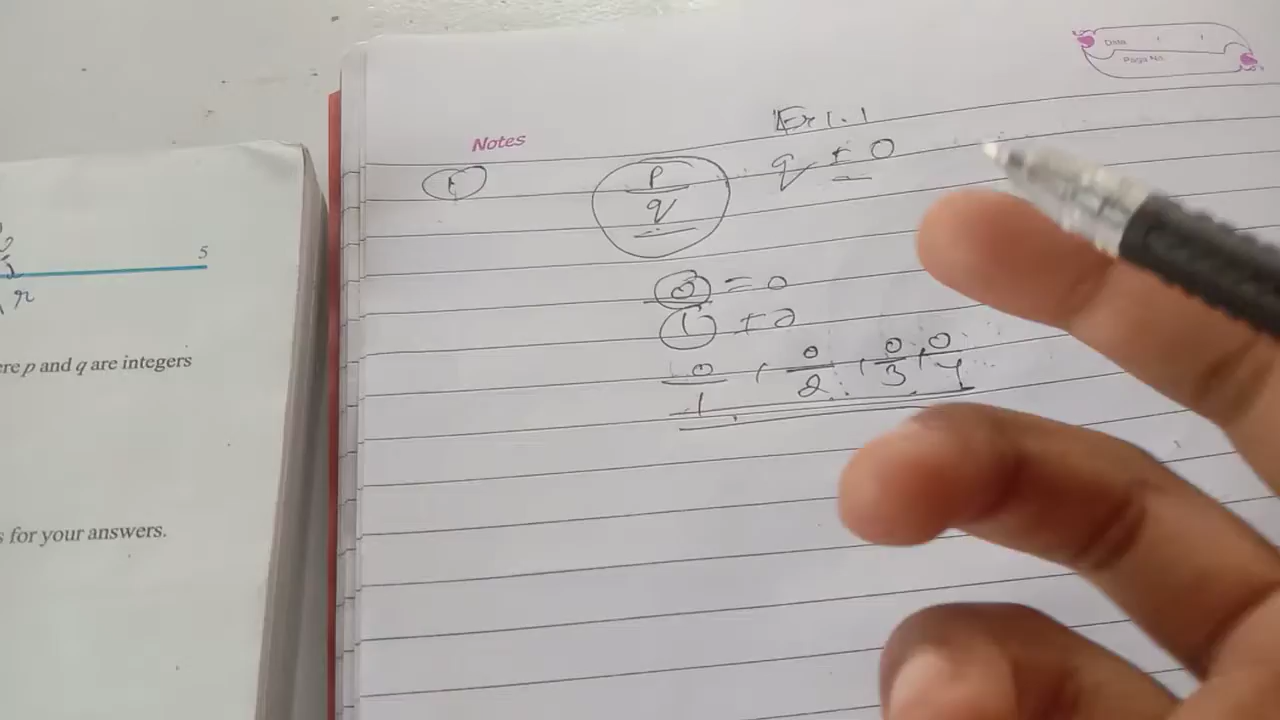 Date
Page No.
Notes
Ex 1.1
①
p/q
q ≠ 0
0 = 0
1 ≠ 0
0/1 , 0/2 , 0/3 , 0/4
5
ere p and q are integers
s for your answers.